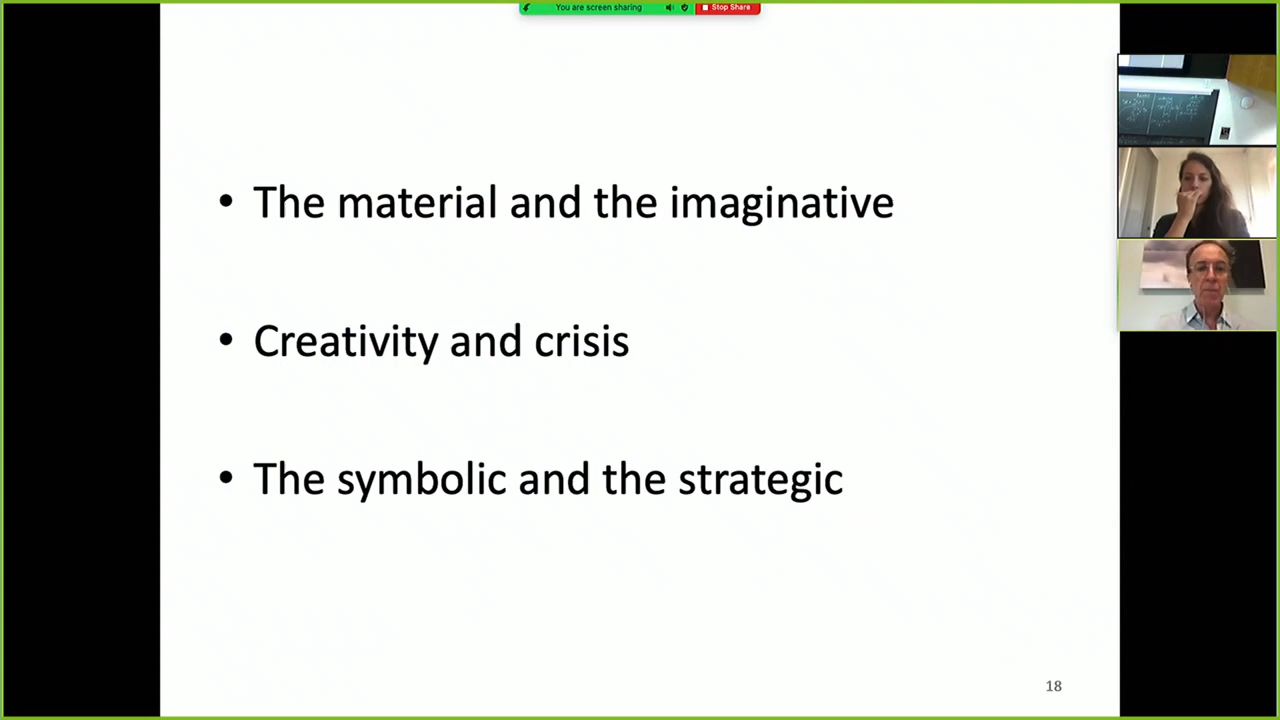 You are screen sharing
Stop Share
• The material and the imaginative
• Creativity and crisis
• The symbolic and the strategic
18